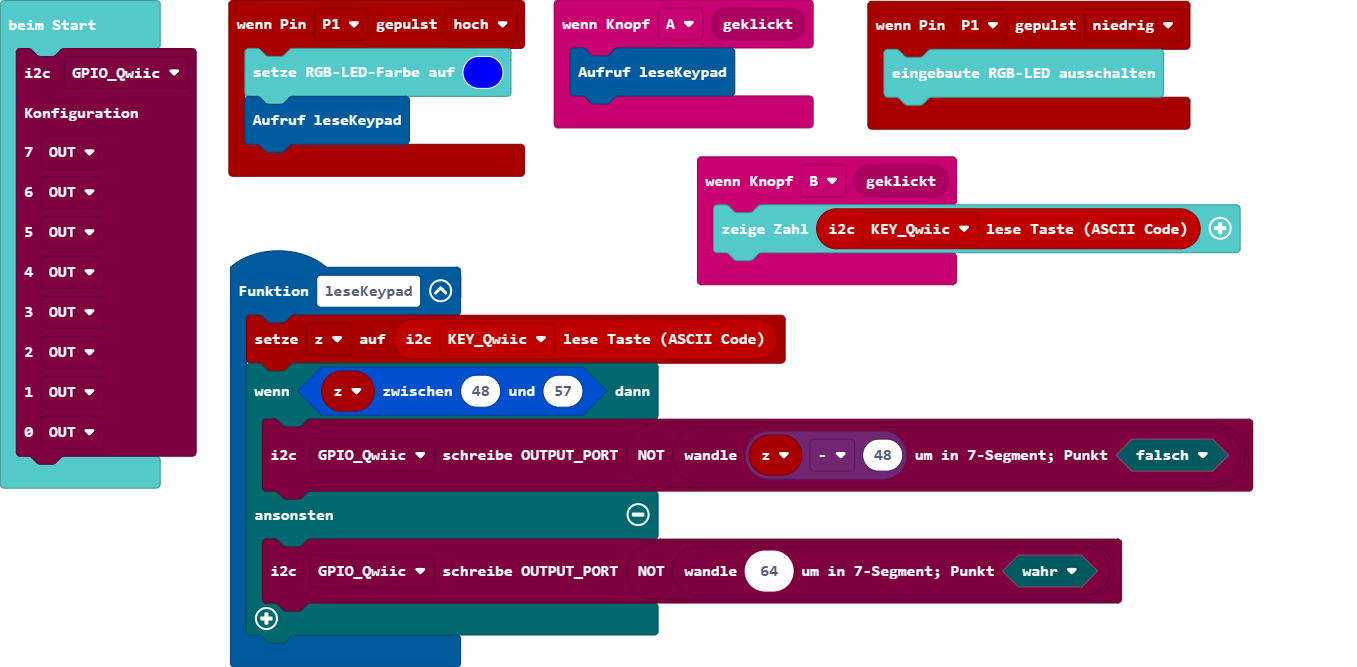 beim Start
i2c GPIO_Qwiic
Konfiguration
7 OUT
6 OUT
5 OUT
4 OUT
3 OUT
2 OUT
1 OUT
0 OUT
wenn Pin P1 gepulst hoch
setze RGB-LED-Farbe auf
Aufruf leseKeypad
wenn Knopf A geklickt
Aufruf leseKeypad
wenn Pin P1 gepulst niedrig
eingebaute RGB-LED ausschalten
wenn Knopf B geklickt
zeige Zahl i2c KEY_Qwiic lese Taste (ASCII Code)
Funktion leseKeypad
setze z auf i2c KEY_Qwiic lese Taste (ASCII Code)
wenn z zwischen 48 und 57 dann
i2c GPIO_Qwiic schreibe OUTPUT_PORT NOT wandle z - 48 um in 7-Segment; Punkt falsch
ansonsten
i2c GPIO_Qwiic schreibe OUTPUT_PORT NOT wandle 64 um in 7-Segment; Punkt wahr